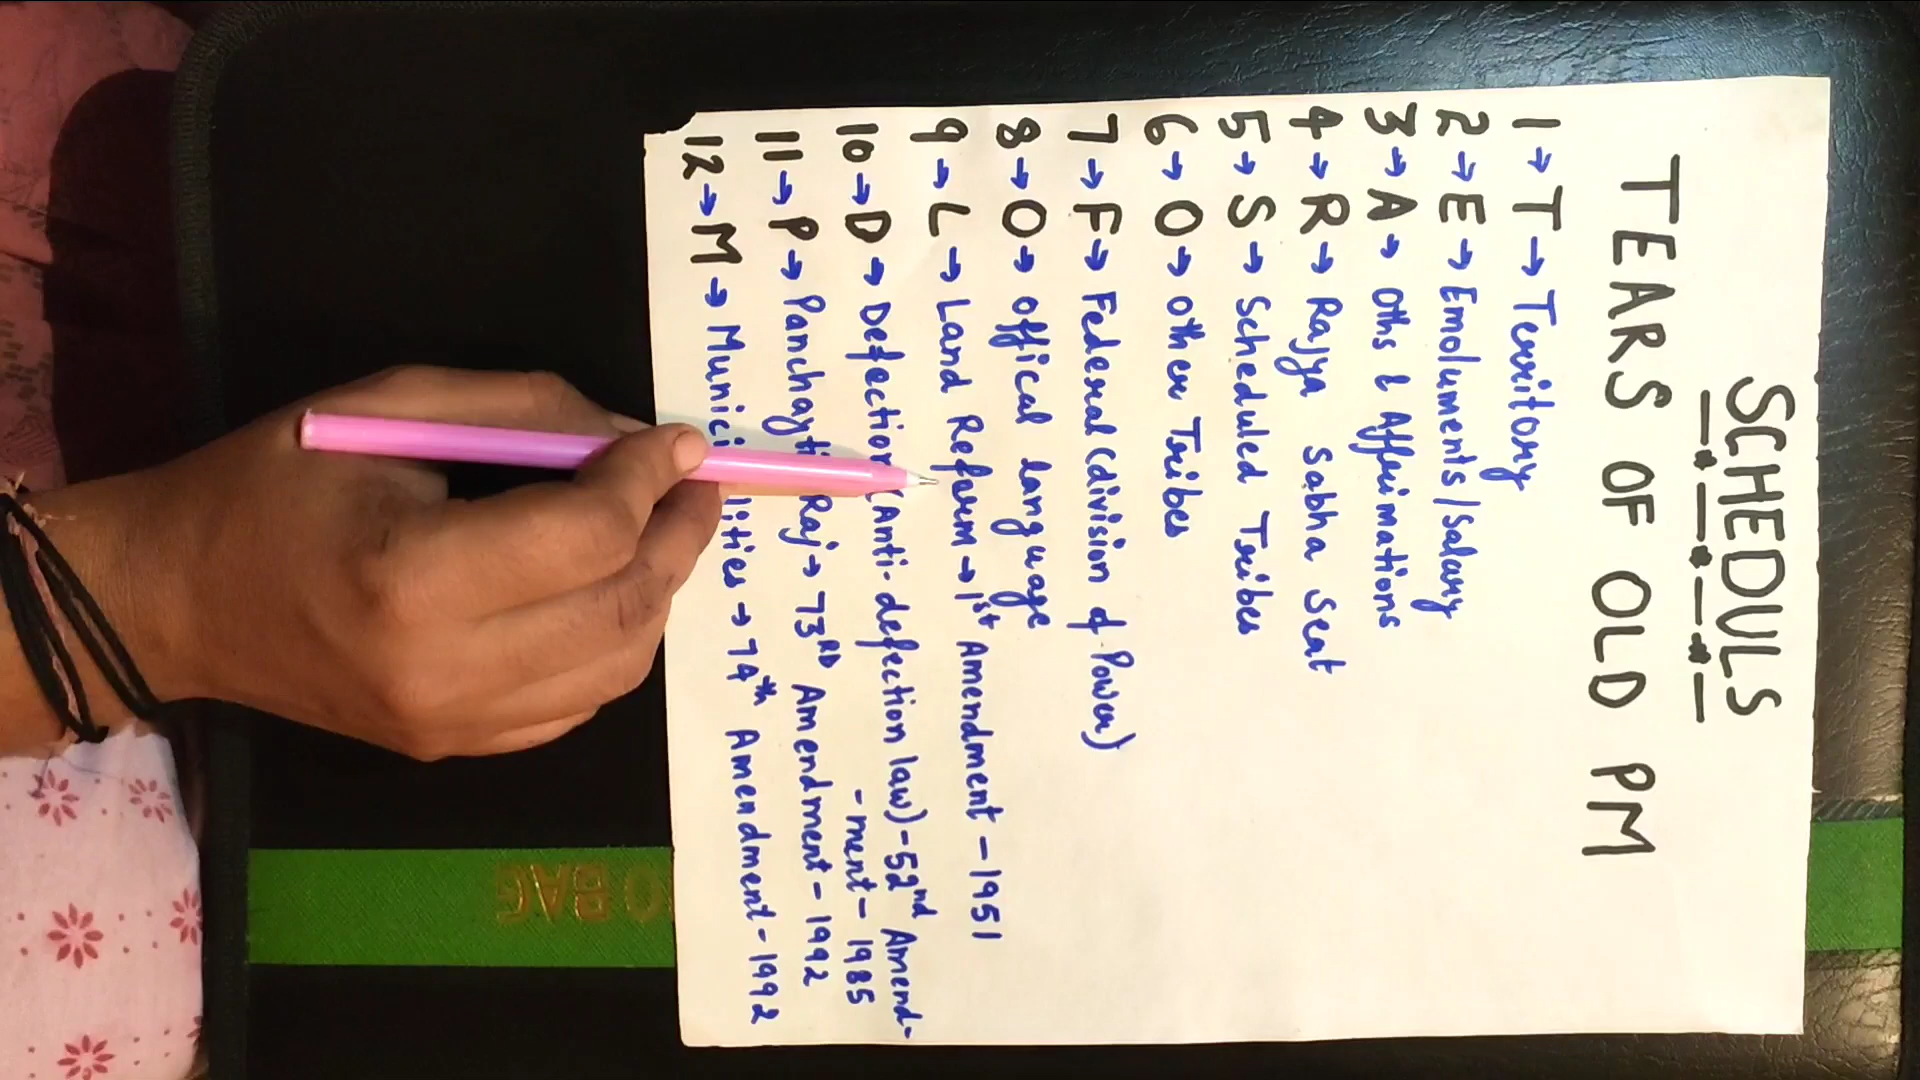 SCHEDULS
TEARS OF OLD PM
1 → T → Territory
2 → E → Emoluments/Salary
3 → A → Oths & Affirmations
4 → R → Rajya Sabha Seat
5 → S → Scheduled Tribes
6 → O → Other Tribes
7 → F → Federal (division of Power)
8 → O → Offical language
9 → L → Land Reform → 1st Amendment - 1951
10 → D → Defection (Anti-defection law) - 52nd Amend-
-ment - 1985
11 → P → Panchayti Raj → 73RD Amendment - 1992
12 → M → Municilities → 74th Amendment - 1992
BAG